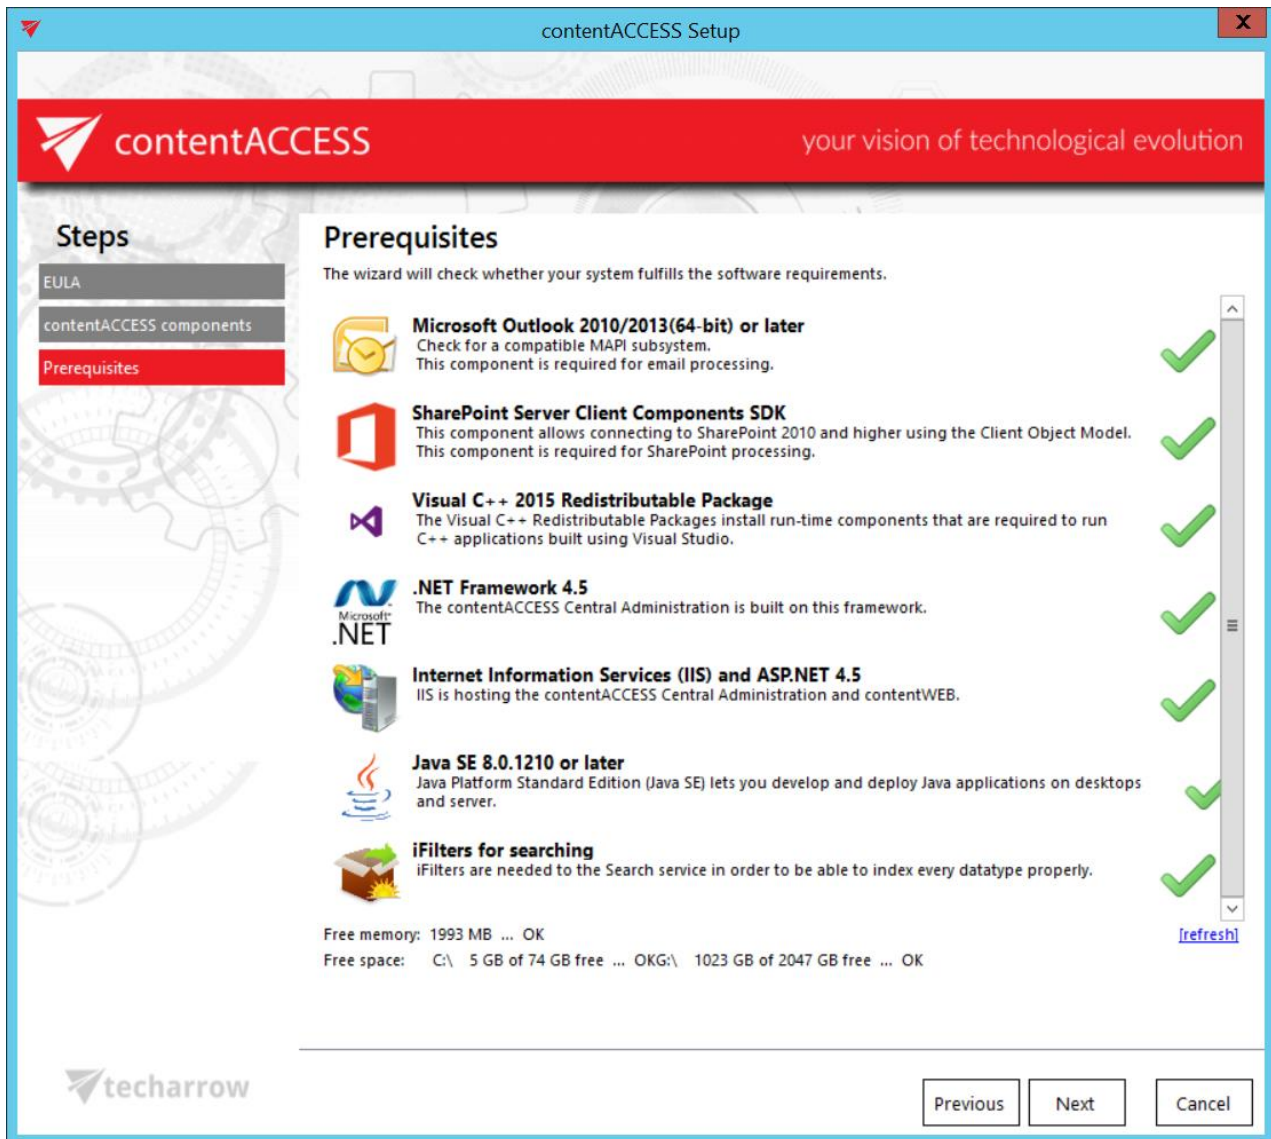 contentACCESS Setup
X
contentACCESS
your vision of technological evolution
Steps
EULA
contentACCESS components
Prerequisites
Prerequisites
The wizard will check whether your system fulfills the software requirements.
Microsoft Outlook 2010/2013(64-bit) or later
Check for a compatible MAPI subsystem.
This component is required for email processing.
SharePoint Server Client Components SDK
This component allows connecting to SharePoint 2010 and higher using the Client Object Model.
This component is required for SharePoint processing.
Visual C++ 2015 Redistributable Package
The Visual C++ Redistributable Packages install run-time components that are required to run
C++ applications built using Visual Studio.
Microsoft
.NET
.NET Framework 4.5
The contentACCESS Central Administration is built on this framework.
Internet Information Services (IIS) and ASP.NET 4.5
IIS is hosting the contentACCESS Central Administration and contentWEB.
Java SE 8.0.1210 or later
Java Platform Standard Edition (Java SE) lets you develop and deploy Java applications on desktops
and server.
iFilters for searching
iFilters are needed to the Search service in order to be able to index every datatype properly.
Free memory: 1993 MB ... OK
[refresh]
Free space: C:\ 5 GB of 74 GB free ... OKG:\ 1023 GB of 2047 GB free ... OK
techarrow
Previous
Next
Cancel